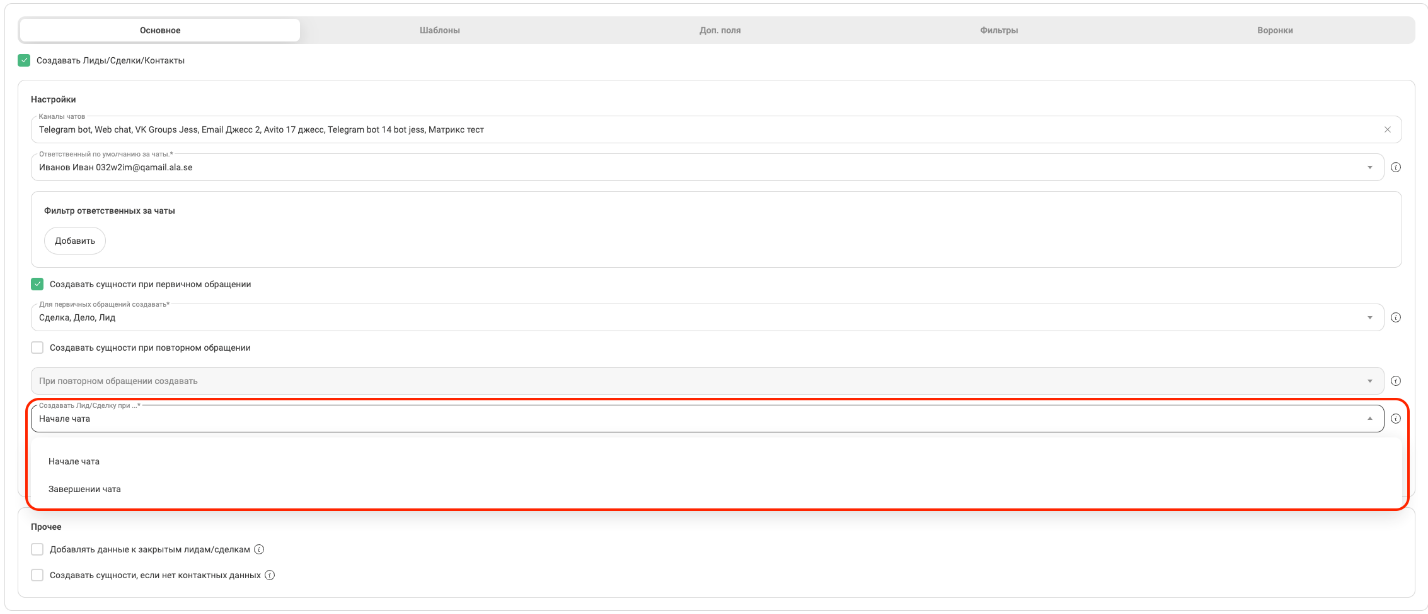 Основное
Шаблоны
Доп. поля
Фильтры
Воронки
Создавать Лиды/Сделки/Контакты
Настройки
Каналы чатов
Telegram bot, Web chat, VK Groups Jess, Email Джесс 2, Avito 17 джесс, Telegram bot 14 bot jess, Матрикс тест
Ответственный по умолчанию за чаты.*
Иванов Иван 032w2im@qamail.ala.se
Фильтр ответственных за чаты
Добавить
Создавать сущности при первичном обращении
Для первичных обращений создавать*
Сделка, Дело, Лид
Создавать сущности при повторном обращении
При повторном обращении создавать
Создавать Лид/Сделку при ...*
Начале чата
Начале чата
Завершении чата
Прочее
Добавлять данные к закрытым лидам/сделкам
Создавать сущности, если нет контактных данных